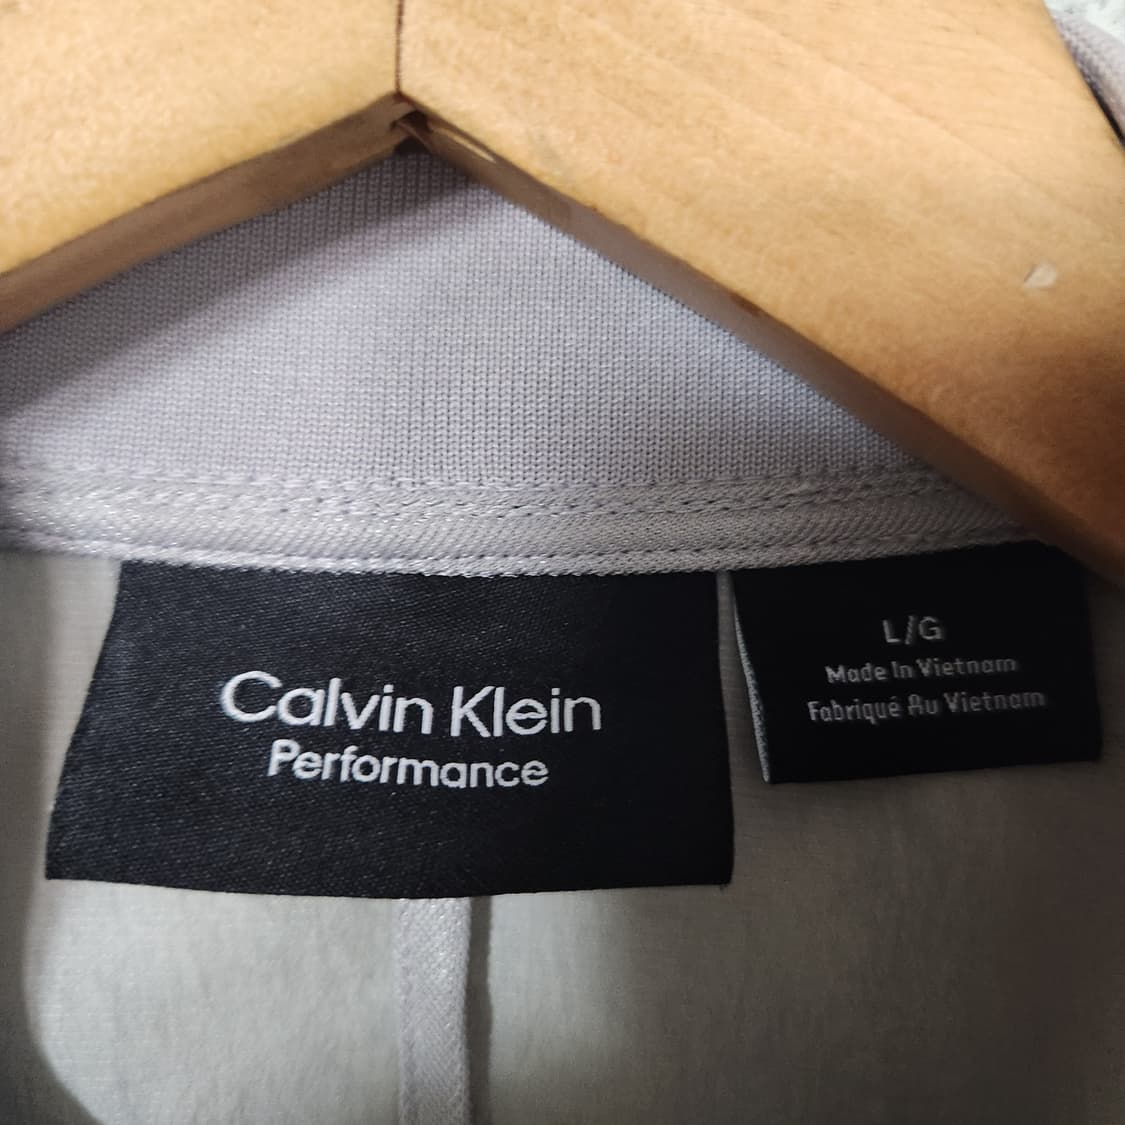 Calvin Klein
Performance
L/G
Made In Vietnam
Fabriqué Au Vietnam